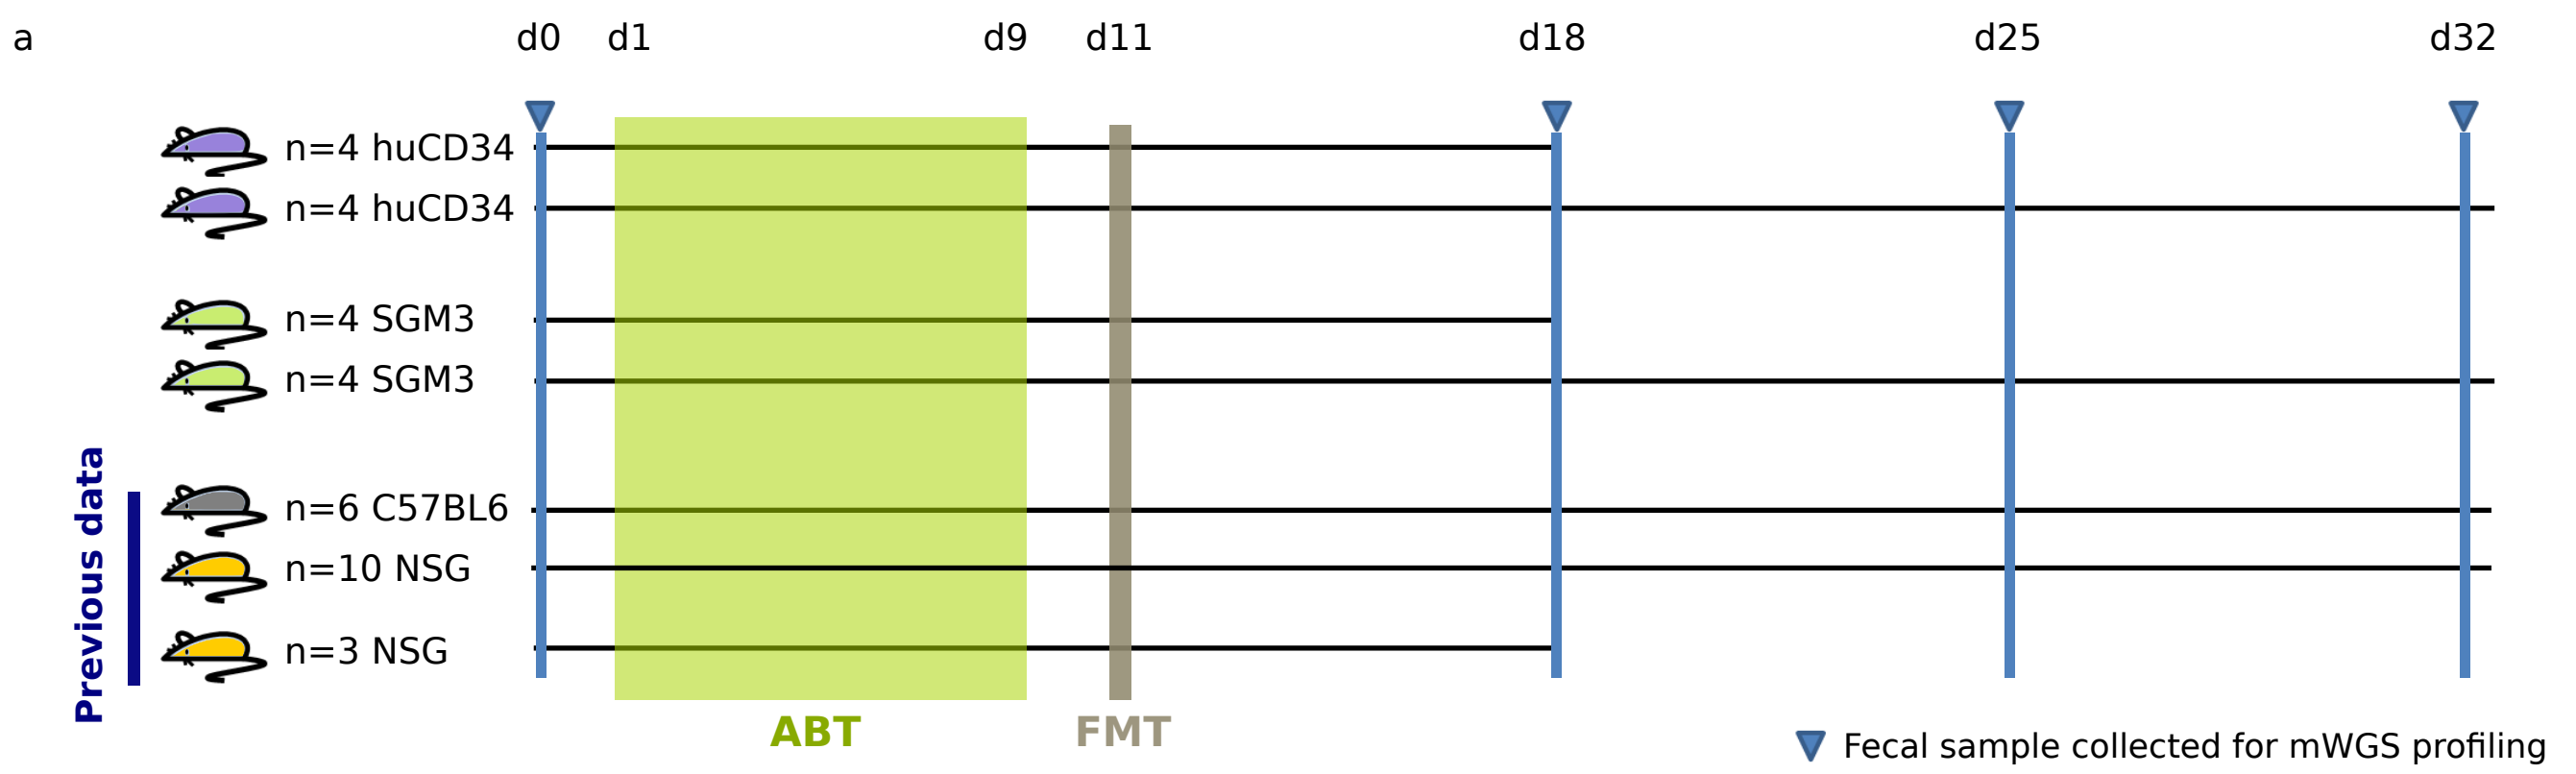 a
d0 d1 d9 d11 d18 d25 d32
n=4 huCD34
n=4 huCD34
n=4 SGM3
n=4 SGM3
Previous data
n=6 C57BL6
n=10 NSG
n=3 NSG
ABT FMT
Fecal sample collected for mWGS profiling